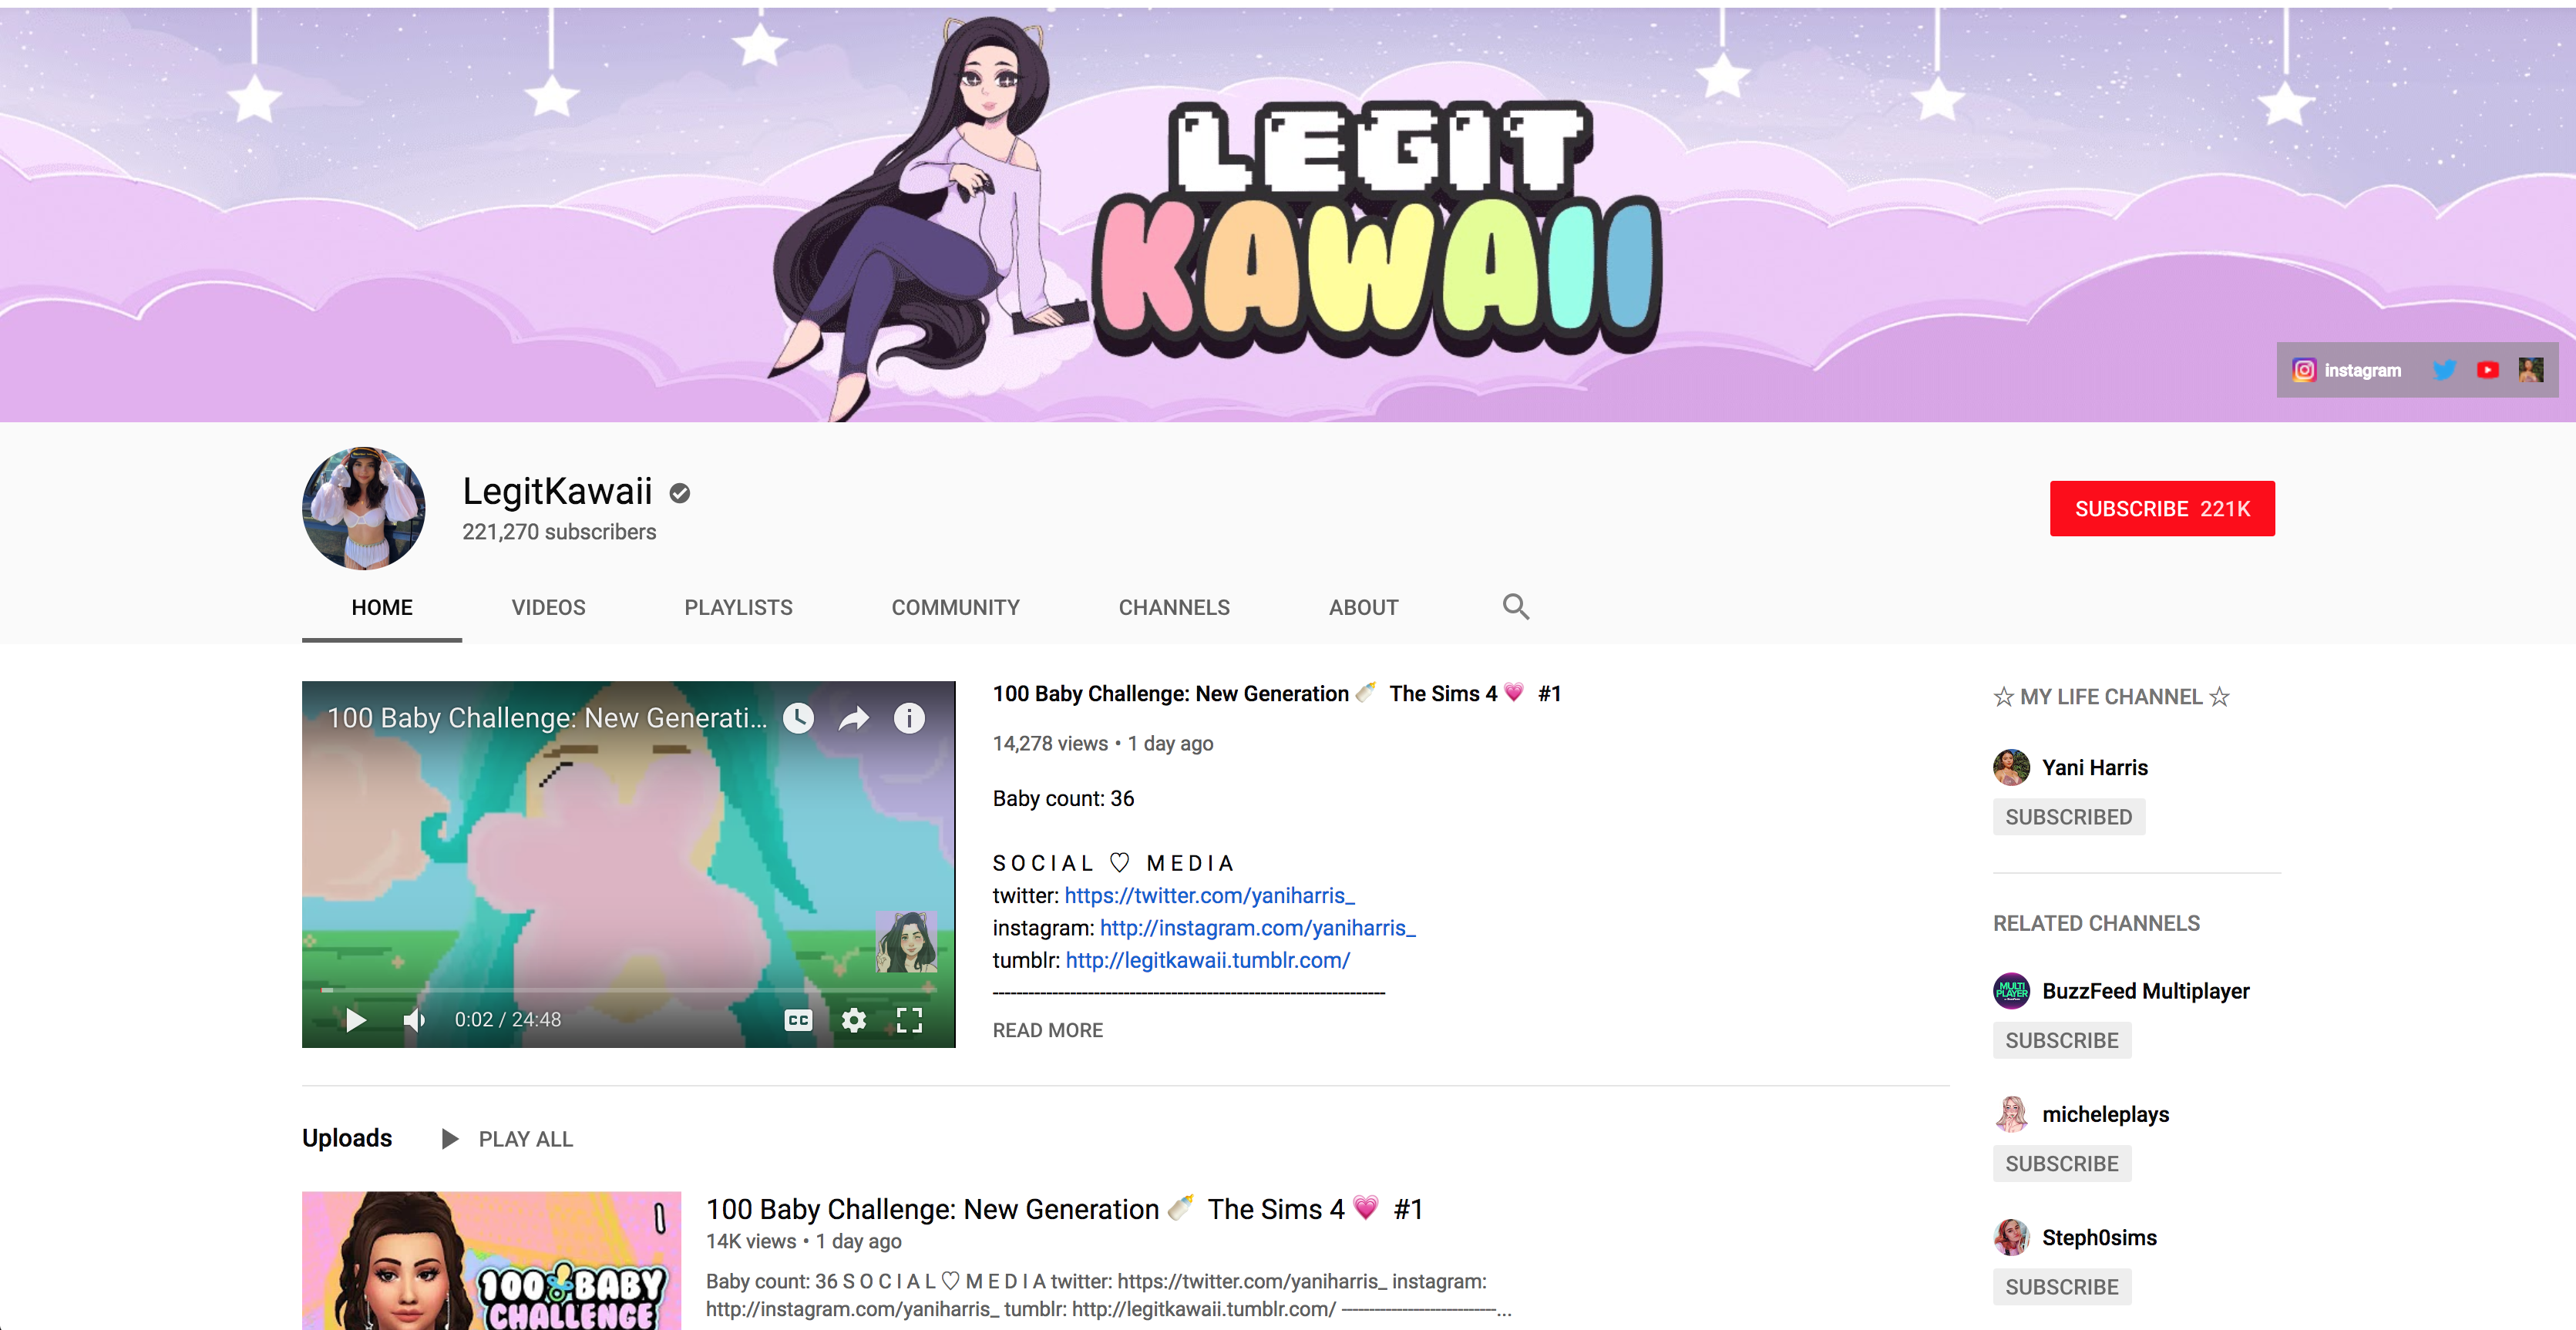 LEGIT
KAWAII
instagram
LegitKawaii
221,270 subscribers
SUBSCRIBE 221K
HOME VIDEOS PLAYLISTS COMMUNITY CHANNELS ABOUT
100 Baby Challenge: New Generati...
0:02 / 24:48
CC
100 Baby Challenge: New Generation 🍼 The Sims 4 💗 #1
14,278 views • 1 day ago
Baby count: 36
S O C I A L ♡ M E D I A
twitter: https://twitter.com/yaniharris_
instagram: http://instagram.com/yaniharris_
tumblr: http://legitkawaii.tumblr.com/
-----------------------------------------------------------------
READ MORE
☆ MY LIFE CHANNEL ☆
Yani Harris
SUBSCRIBED
RELATED CHANNELS
MULTI
PLAYER
BuzzFeed Multiplayer
SUBSCRIBE
micheleplays
SUBSCRIBE
Steph0sims
SUBSCRIBE
Uploads PLAY ALL
1
100 BABY
CHALLENGE
100 Baby Challenge: New Generation 🍼 The Sims 4 💗 #1
14K views • 1 day ago
Baby count: 36 S O C I A L ♡ M E D I A twitter: https://twitter.com/yaniharris_ instagram:
http://instagram.com/yaniharris_ tumblr: http://legitkawaii.tumblr.com/ ---------------------------...